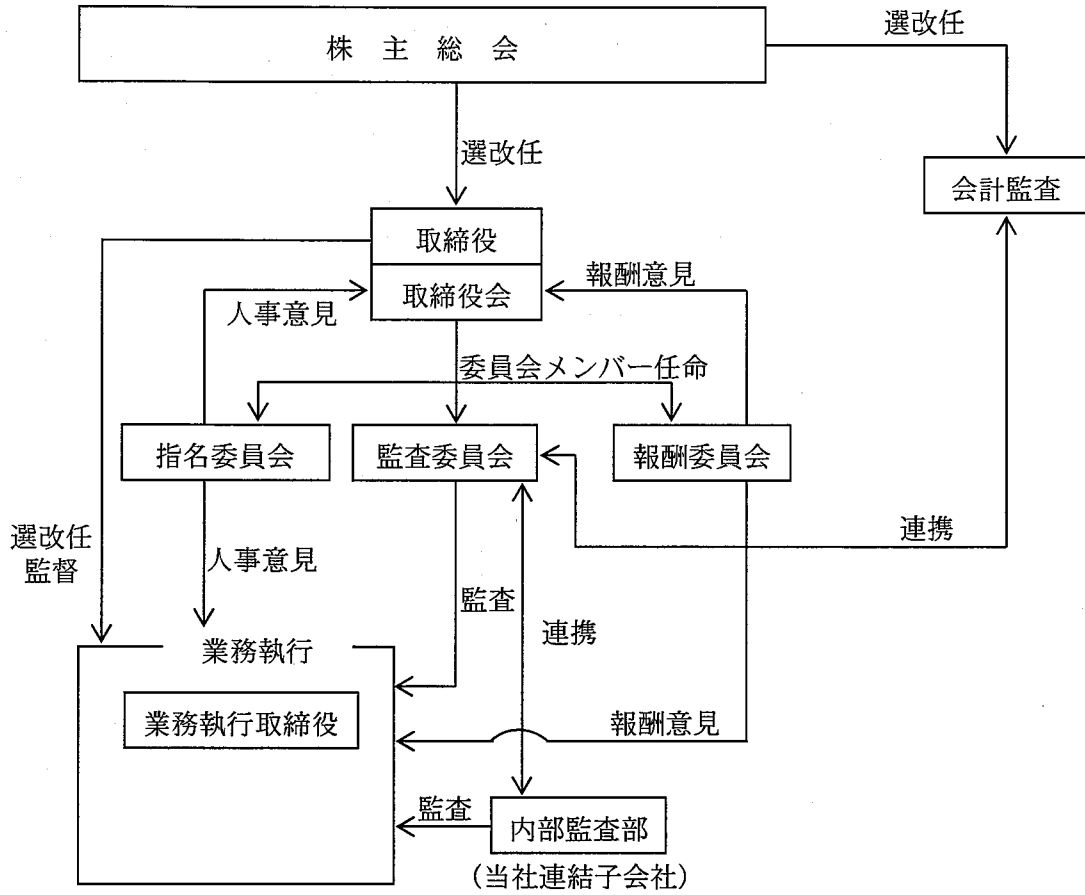 選改任
株主総会
選改任
会計監査
取締役
取締役会
報酬意見
人事意見
委員会メンバー任命
指名委員会
監査委員会
報酬委員会
連携
選改任
監督
人事意見
監査
連携
業務執行
業務執行取締役
報酬意見
監査
内部監査部
（当社連結子会社）